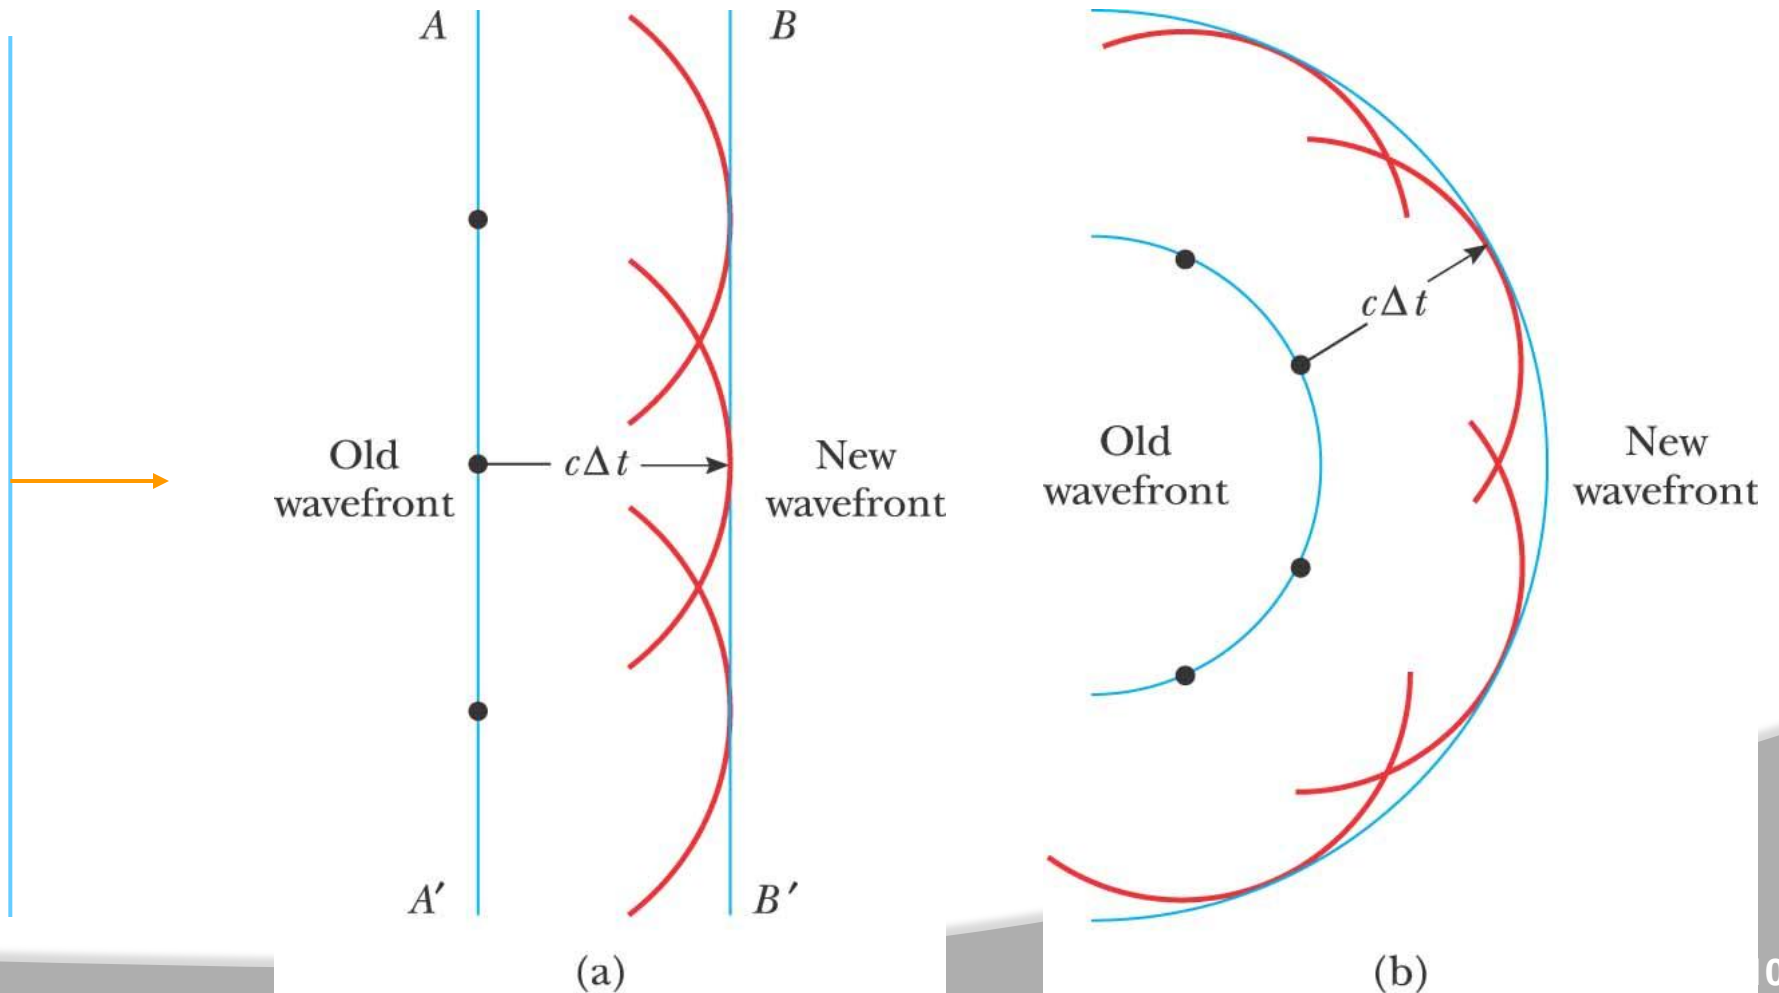 A
B
Old
wavefront
cΔt
New
wavefront
A′
B′
(a)
cΔt
Old
wavefront
New
wavefront
(b)